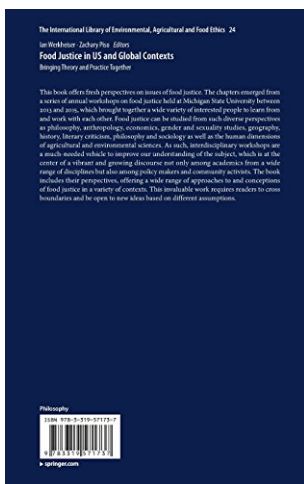 The International Library of Environmental, Agricultural and Food Ethics 24
Ian Werkheiser · Zachary Piso Editors
Food Justice in US and Global Contexts
Bringing Theory and Practice Together
This book offers fresh perspectives on issues of food justice. The chapters emerged from
a series of annual workshops on food justice held at Michigan State University between
2013 and 2015, which brought together a wide variety of interested people to learn from
and work with each other. Food justice can be studied from such diverse perspectives
as philosophy, anthropology, economics, gender and sexuality studies, geography,
history, literary criticism, philosophy and sociology as well as the human dimensions
of agricultural and environmental sciences. As such, interdisciplinary workshops are
a much needed vehicle to improve our understanding of the subject, which is at the
center of a vibrant and growing discourse not only among academics from a wide
range of disciplines but also among policy makers and community activists. The book
includes their perspectives, offering a wide range of approaches to and conceptions
of food justice in a variety of contexts. This invaluable work requires readers to cross
boundaries and be open to new ideas based on different assumptions.
Philosophy
ISBN 978-3-319-57173-7
9 783319 571737
▸ springer.com